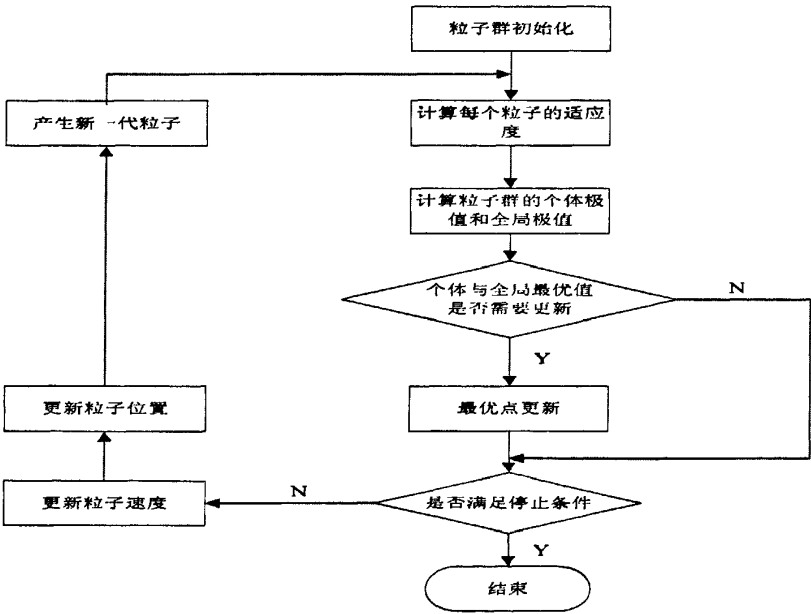 粒子群初始化
产生新一代粒子
计算每个粒子的适应
度
计算粒子群的个体极
值和全局极值
个体与全局最优值
是否需要更新
N
Y
更新粒子位置
最优点更新
更新粒子速度
N
是否满足停止条件
Y
结束